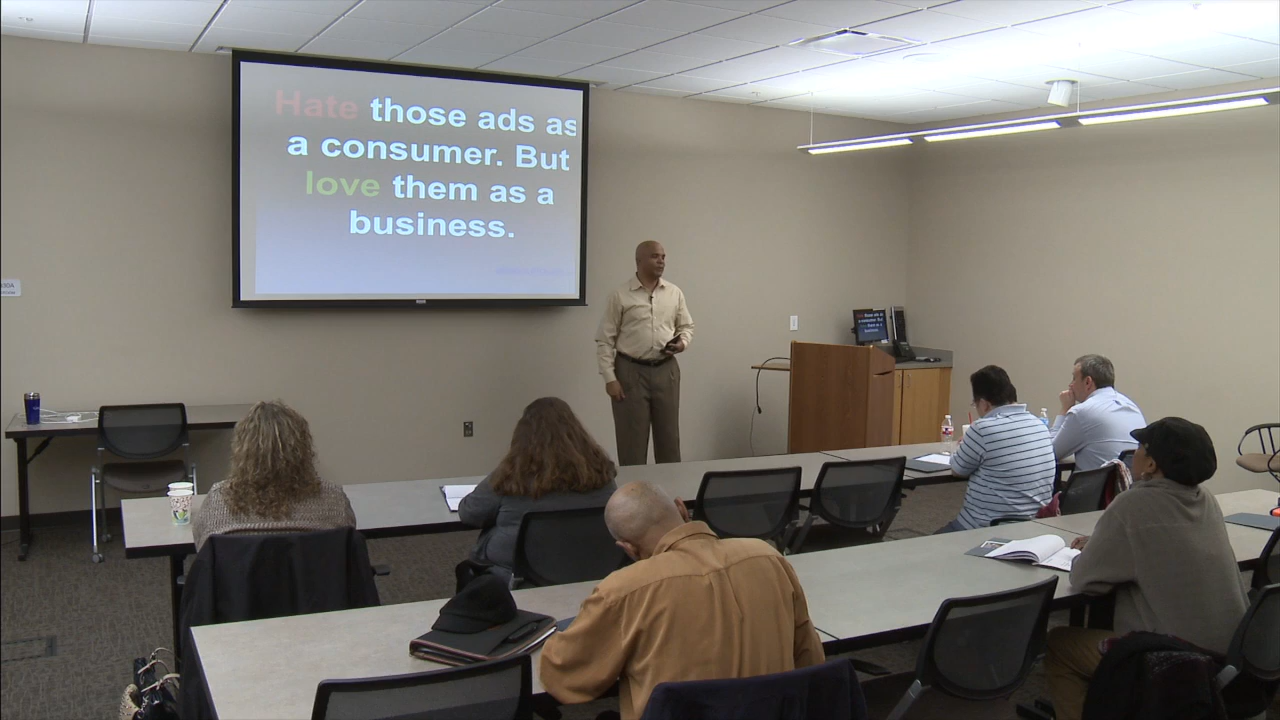 Hate those ads as
a consumer. But
love them as a
business.